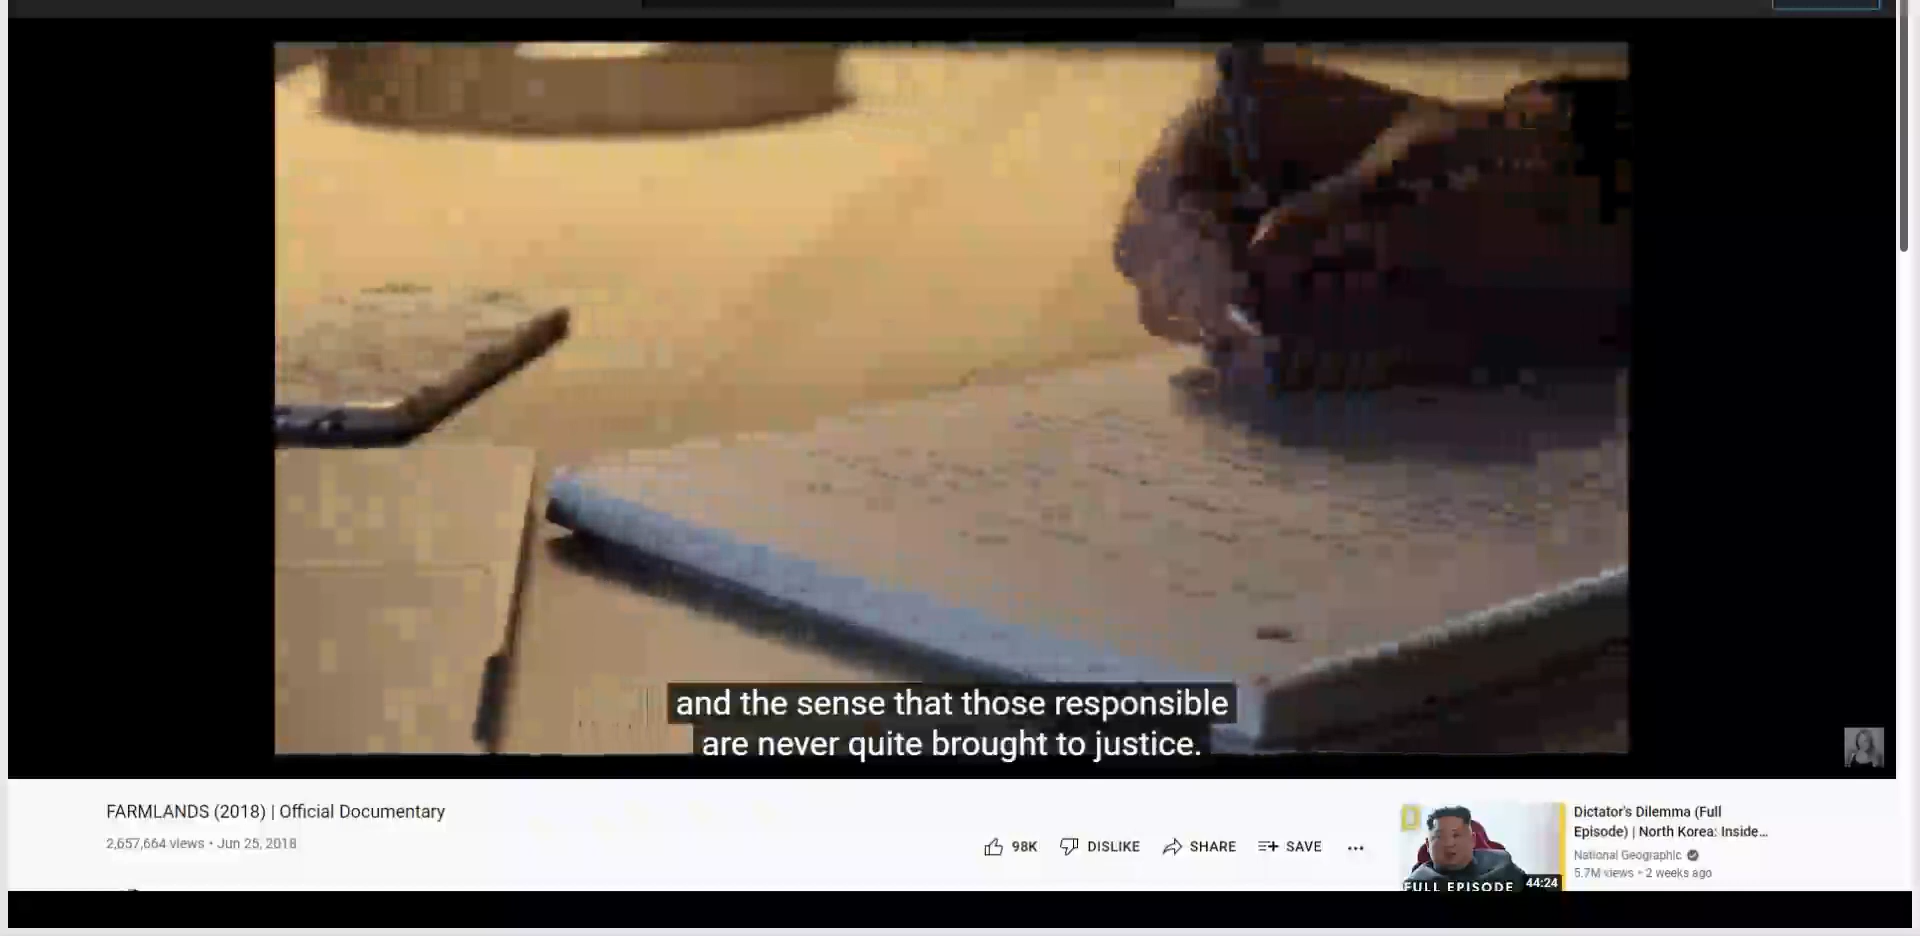 and the sense that those responsible
are never quite brought to justice.
FARMLANDS (2018) | Official Documentary
2,657,664 views • Jun 25, 2018
98K
DISLIKE
SHARE
SAVE
FULL EPISODE
44:24
Dictator's Dilemma (Full
Episode) | North Korea: Inside...
National Geographic
5.7M views • 2 weeks ago